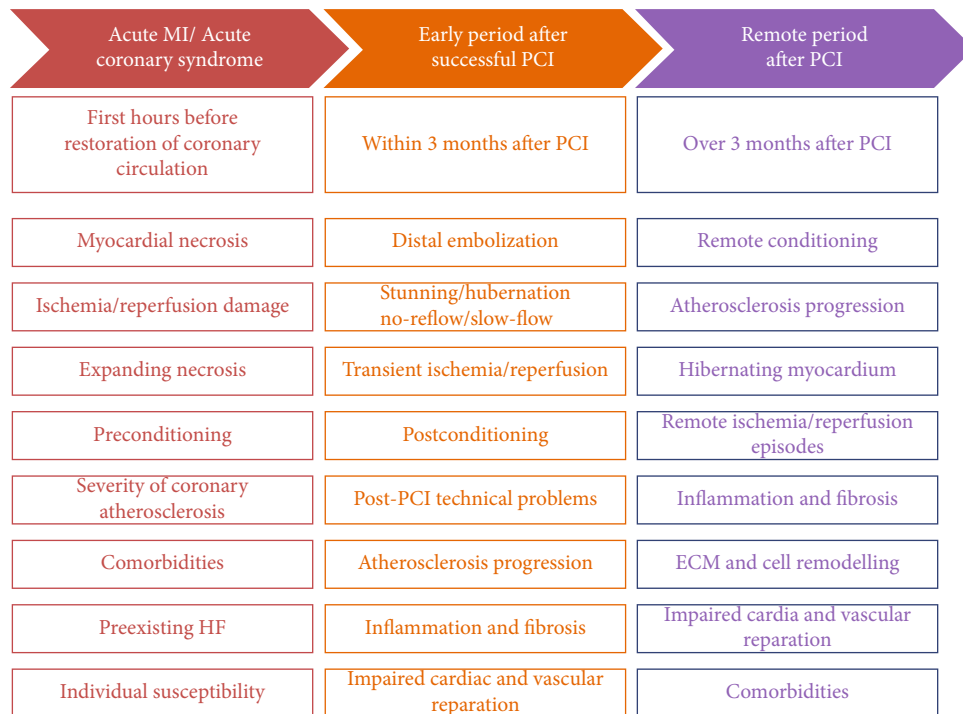 Acute MI/ Acute
coronary syndrome
Early period after
successful PCI
Remote period
after PCI
First hours before
restoration of coronary
circulation
Within 3 months after PCI
Over 3 months after PCI
Myocardial necrosis
Distal embolization
Remote conditioning
Ischemia/reperfusion damage
Stunning/hubernation
no-reflow/slow-flow
Atherosclerosis progression
Expanding necrosis
Transient ischemia/reperfusion
Hibernating myocardium
Preconditioning
Postconditioning
Remote ischemia/reperfusion
episodes
Severity of coronary
atherosclerosis
Post-PCI technical problems
Inflammation and fibrosis
Comorbidities
Atherosclerosis progression
ECM and cell remodelling
Preexisting HF
Inflammation and fibrosis
Impaired cardia and vascular
reparation
Individual susceptibility
Impaired cardiac and vascular
reparation
Comorbidities